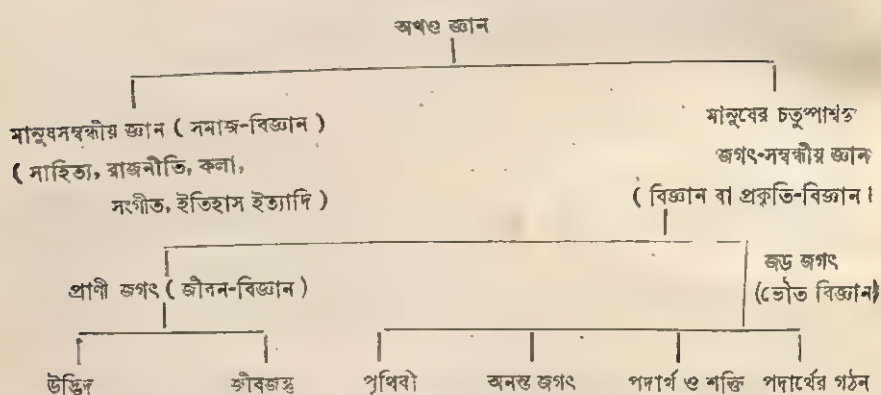 অখণ্ড জ্ঞান
মানুষসম্বন্ধীয় জ্ঞান ( সমাজ-বিজ্ঞান )
( সাহিত্য, রাজনীতি, কলা,
সংগীত, ইতিহাস ইত্যাদি )
মানুষের চতুষ্পার্শ্বস্থ
জগৎ-সম্বন্ধীয় জ্ঞান
( বিজ্ঞান বা প্রকৃতি-বিজ্ঞান ।
প্রাণী জগৎ ( জীবন-বিজ্ঞান )
জড় জগৎ
(ভৌত বিজ্ঞান)
উদ্ভিদ জীবজন্তু পৃথিবী অনন্ত জগৎ পদার্থ ও শক্তি পদার্থের গঠন